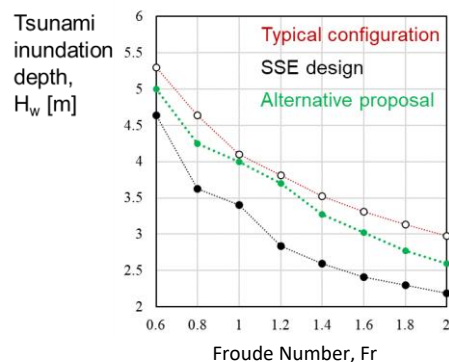 Tsunami
inundation
depth,
Hw [m]
6
5.5
5
4.5
4
3.5
3
2.5
2
Typical configuration
SSE design
Alternative proposal
0.6 0.8 1 1.2 1.4 1.6 1.8 2
Froude Number, Fr